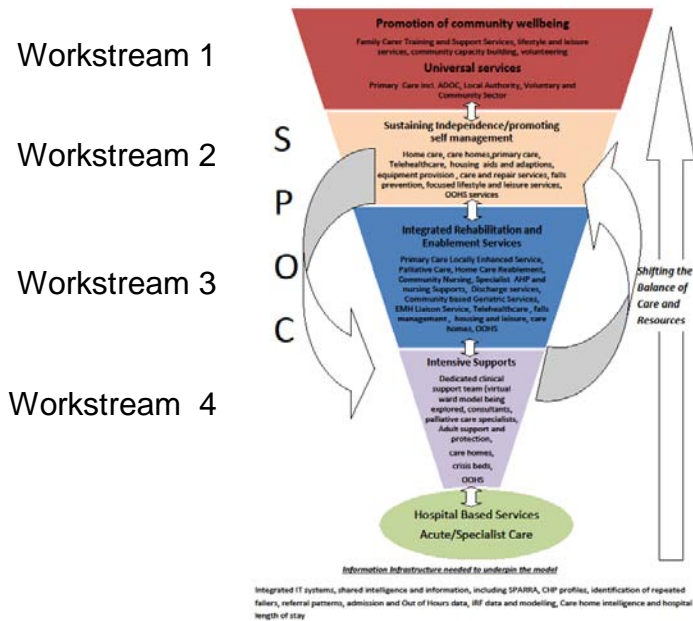 Workstream 1
Workstream 2
Workstream 3
Workstream 4
S
P
O
C
Promotion of community wellbeing
Family Carer Training and Support Services, lifestyle and leisure
services, community capacity building, volunteering
Universal services
Primary Care incl. ADOC, Local Authority, Voluntary and
Community Sector
Sustaining Independence/promoting
self management
Home care, care homes,primary care,
Telehealthcare, housing aids and adaptions,
equipment provision , care and repair services, falls
prevention, focused lifestyle and leisure services,
OOHS services
Integrated Rehabilitation and
Enablement Services
Primary Care Locally Enhanced Service,
Palliative Care, Home Care Reablement,
Community Nursing, Specialist AHP and
nursing Supports, Discharge services,
Community based Geriatric Services,
EMH Liaison Service, Telehealthcare , falls
management , housing and leisure, care
homes, OOHS
Intensive Supports
Dedicated clinical
support team (virtual
ward model being
explored, consultants,
palliative care specialists,
Adult support and
protection,
care homes,
crisis beds,
OOHS
Hospital Based Services
Acute/Specialist Care
Shifting the
Balance of
Care and
Resources
Information Infrastructure needed to underpin the model
Integrated IT systems, shared intelligence and information, including SPARRA, CHP profiles, identification of repeated
fallers, referral patterns, admission and Out of Hours data, IRF data and modelling, Care home intelligence and hospital
length of stay